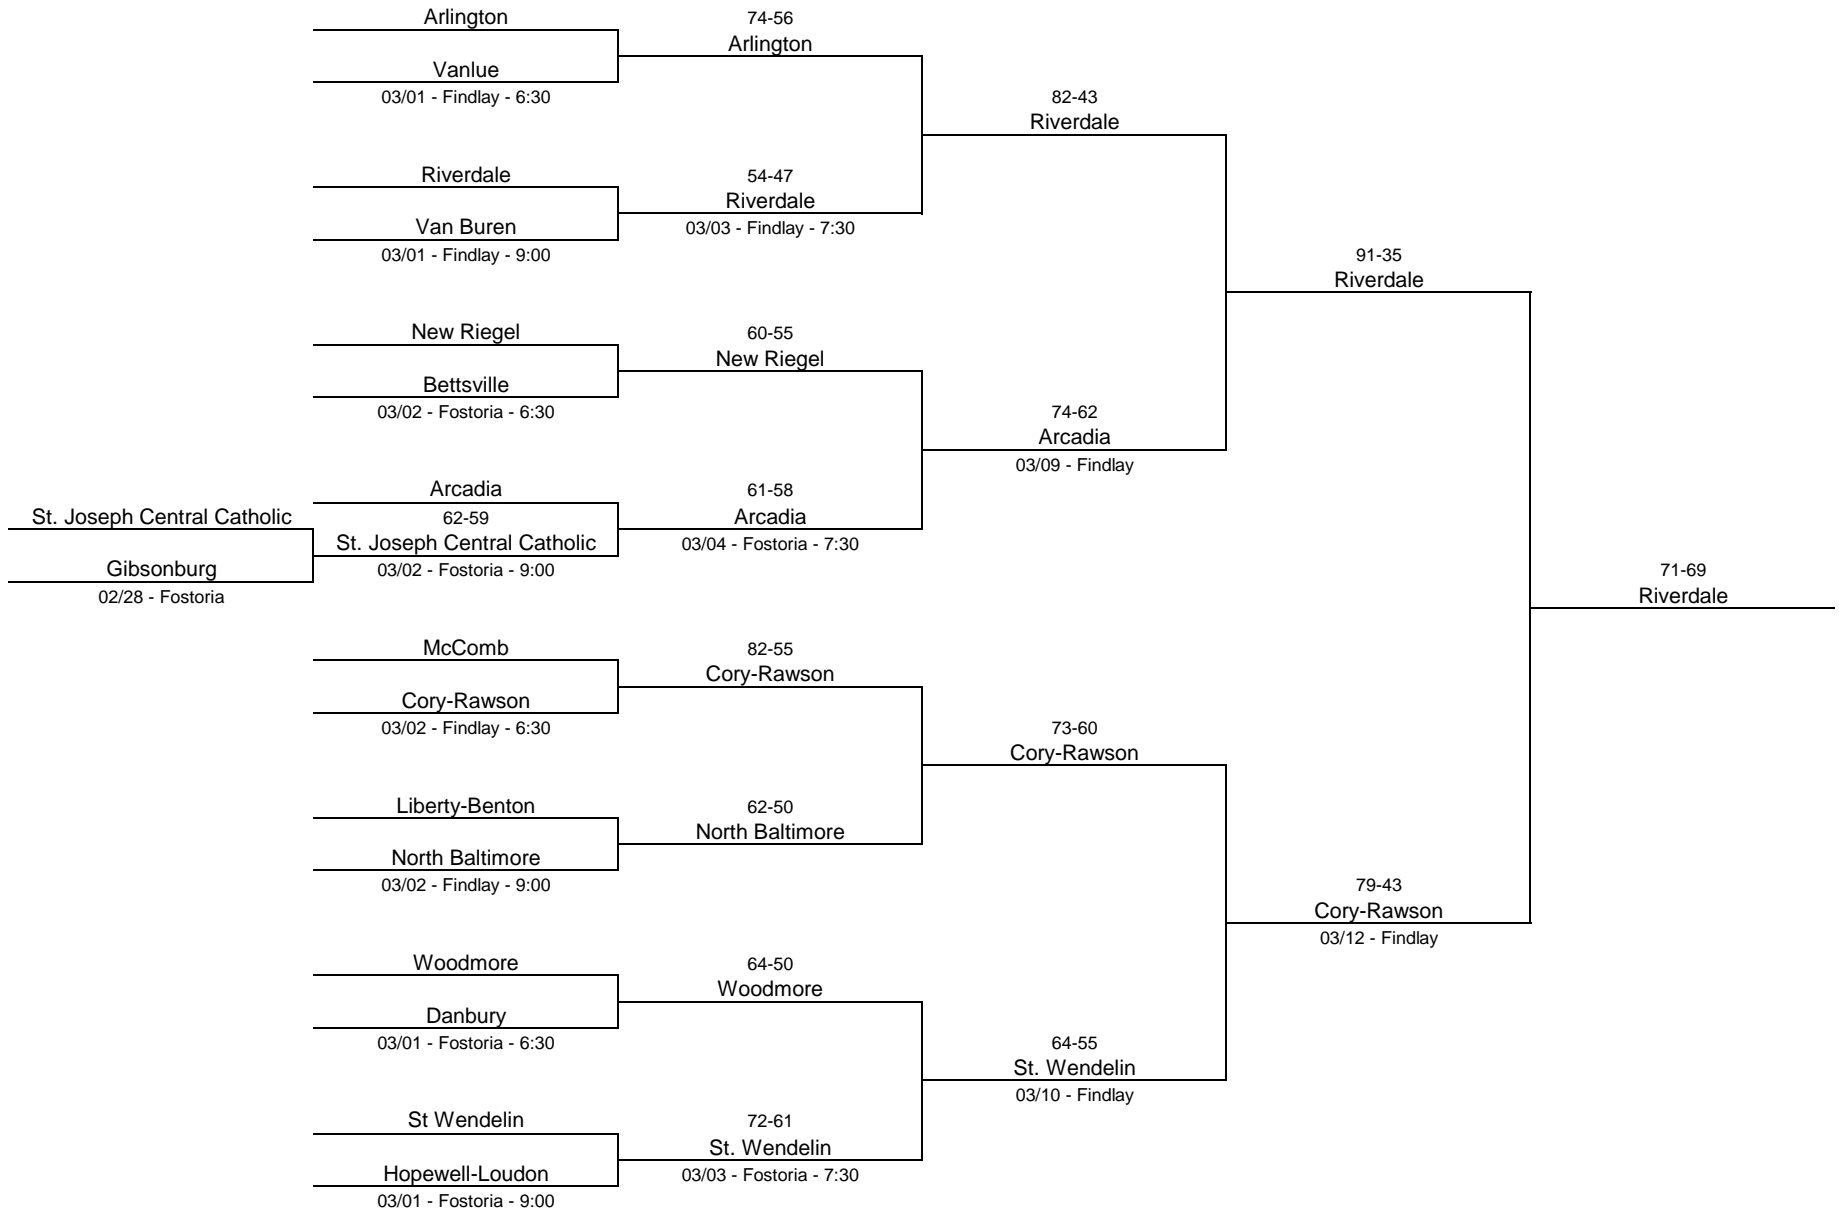 Arlington
Vanlue
03/01 - Findlay - 6:30
74-56
Arlington
Riverdale
Van Buren
03/01 - Findlay - 9:00
54-47
Riverdale
03/03 - Findlay - 7:30
82-43
Riverdale
New Riegel
Bettsville
03/02 - Fostoria - 6:30
60-55
New Riegel
St. Joseph Central Catholic
Gibsonburg
02/28 - Fostoria
Arcadia
62-59
St. Joseph Central Catholic
03/02 - Fostoria - 9:00
61-58
Arcadia
03/04 - Fostoria - 7:30
74-62
Arcadia
03/09 - Findlay
91-35
Riverdale
McComb
Cory-Rawson
03/02 - Findlay - 6:30
82-55
Cory-Rawson
Liberty-Benton
North Baltimore
03/02 - Findlay - 9:00
62-50
North Baltimore
73-60
Cory-Rawson
Woodmore
Danbury
03/01 - Fostoria - 6:30
64-50
Woodmore
St Wendelin
Hopewell-Loudon
03/01 - Fostoria - 9:00
72-61
St. Wendelin
03/03 - Fostoria - 7:30
64-55
St. Wendelin
03/10 - Findlay
79-43
Cory-Rawson
03/12 - Findlay
71-69
Riverdale